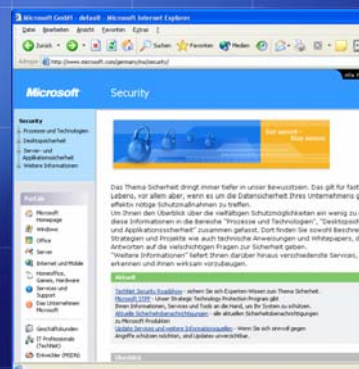 Microsoft GmbH - default - Microsoft Internet Explorer
Datei Bearbeiten Ansicht Favoriten Extras ?
Zurück Suchen Favoriten Medien
Adresse http://www.microsoft.com/germany/ms/security/
Microsoft Security
Get secure -
Stay secure
Security
Prozesse und Technologien
Desktopsicherheit
Server- und
Applikationssicherheit
Weitere Informationen
Portale
Microsoft
Homepage
Windows
Office
Server
Internet und Mobile
Homeoffice,
Games, Hardware
Services und
Support
Das Unternehmen
Microsoft
Geschäftskunden
IT Professionals
(TechNet)
Entwickler (MSDN)
Das Thema Sicherheit dringt immer tiefer in unser Bewusstsein. Das gilt für fast
Lebens, vor allem aber, wenn es um die Datensicherheit Ihres Unternehmens g
effektiv nötige Schutzmaßnahmen zu treffen.
Um Ihnen den Überblick über die vielfältigen Schutzmöglichkeiten ein wenig zu
diese Informationen in die Bereiche "Prozesse und Technologien", "Desktopsich
und Applikationssicherheit" zusammen gefasst. Dort finden Sie sowohl Beschre
Strategien und Projekte wie auch technische Anweisungen und Whitepapers, d
Antworten auf die vielschichtigen Fragen zur Sicherheit geben.
"Weitere Informationen" liefert Ihnen darüber hinaus verschiedenste Services,
erkennen und ihnen wirksam vorzubeugen.
Aktuell
TechNet Security Roadshow - sichern Sie sich Experten-Wissen zum Thema Sicherheit.
Microsoft STPP - Unser Strategic Technology Protection Program gibt
Ihnen Informationen, Services und Tools an die Hand, um Ihr System zu schützen.
Aktuelle Sicherheitsbenachrichtigungen - alle aktuellen Sicherheitsbenachrichtigungen
zu Microsoft Produkten
Update Services und weitere Informationsquellen - Wenn Sie sich sinnvoll gegen
Angriffe schützen möchten, sind Updates unverzichtbar.
Überblick